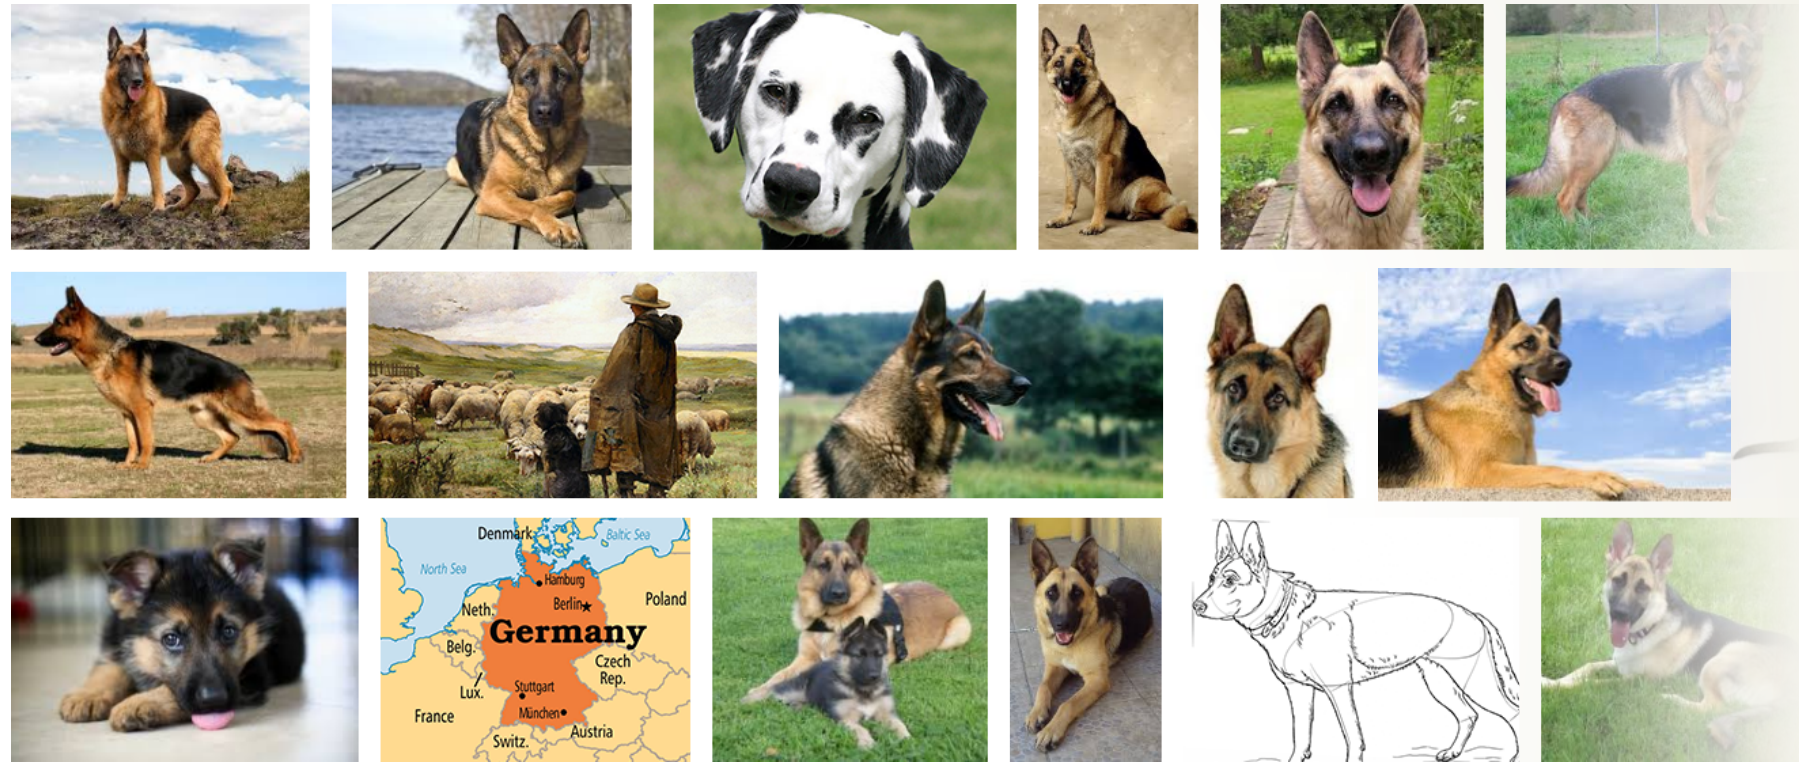 Denmark
Baltic Sea
North Sea
Hamburg
Neth.
Berlin
Poland
Germany
Belg.
Czech
Rep.
Lux.
Stuttgart
France
München
Austria
Switz.